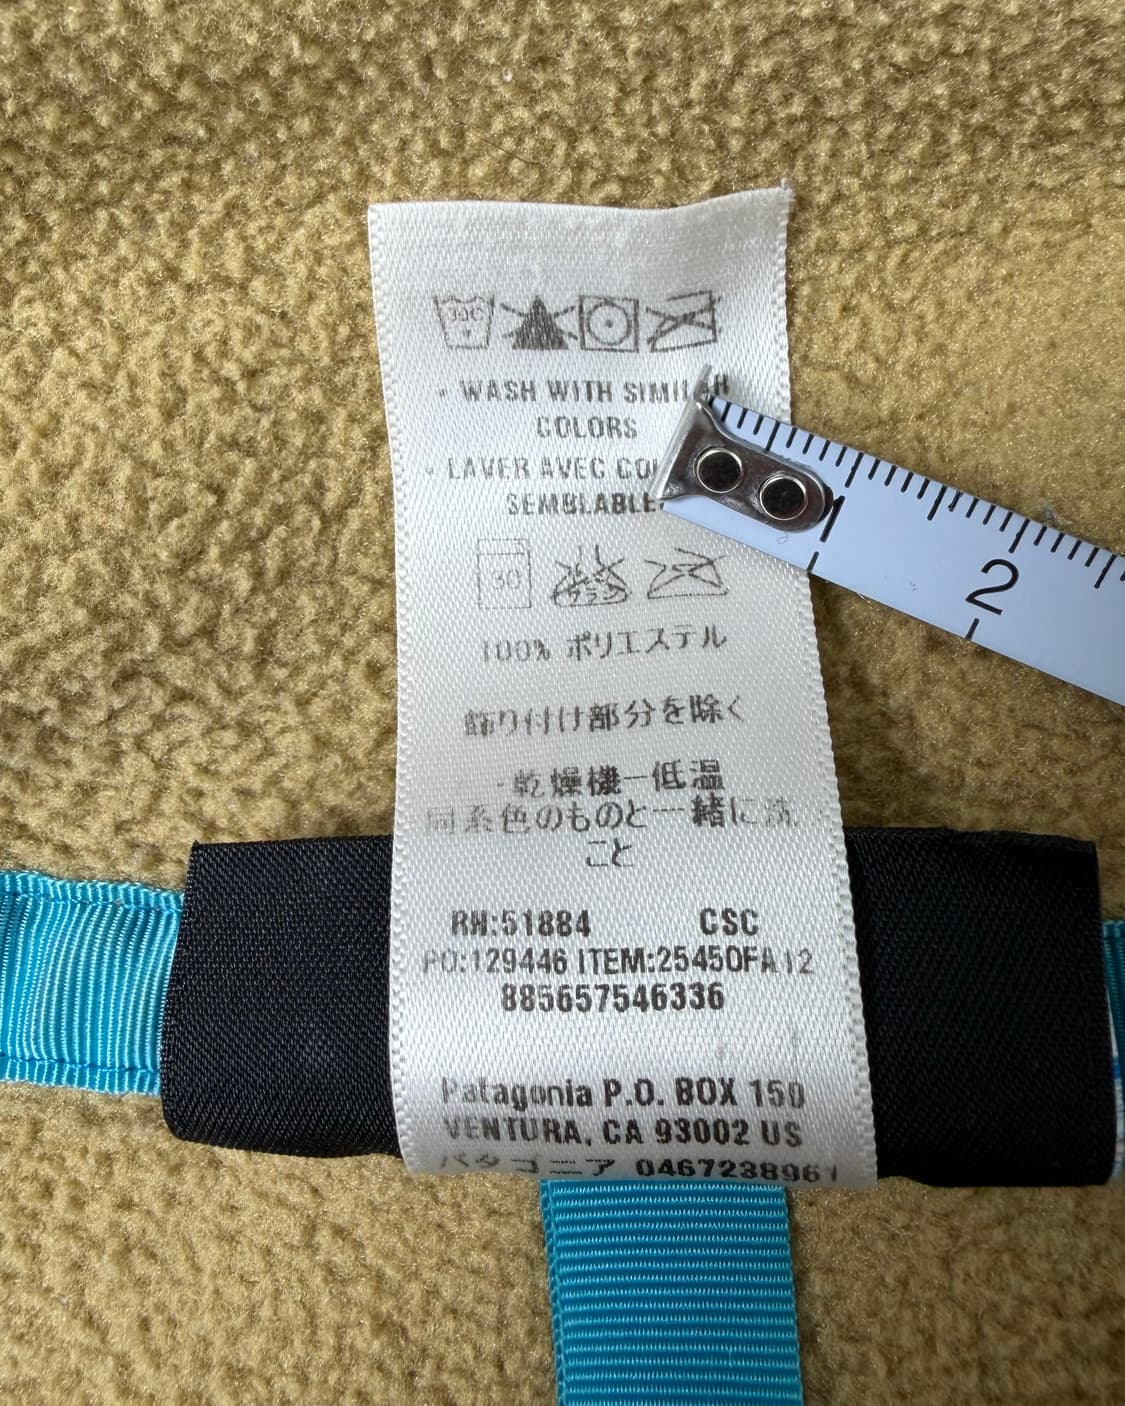 30C
• WASH WITH SIMILAR
COLORS
• LAVER AVEC
SEMBLABLE
30
100% ポリエステル
飾り付け部分を除く
・乾燥機ー低温
同系色のものと一緒に洗
こと
RN:51884 CSC
PO:129446 ITEM:25450FA12
885657546336
Patagonia P.O. BOX 150
VENTURA, CA 93002 US
パタゴニア 0467238961
1
2